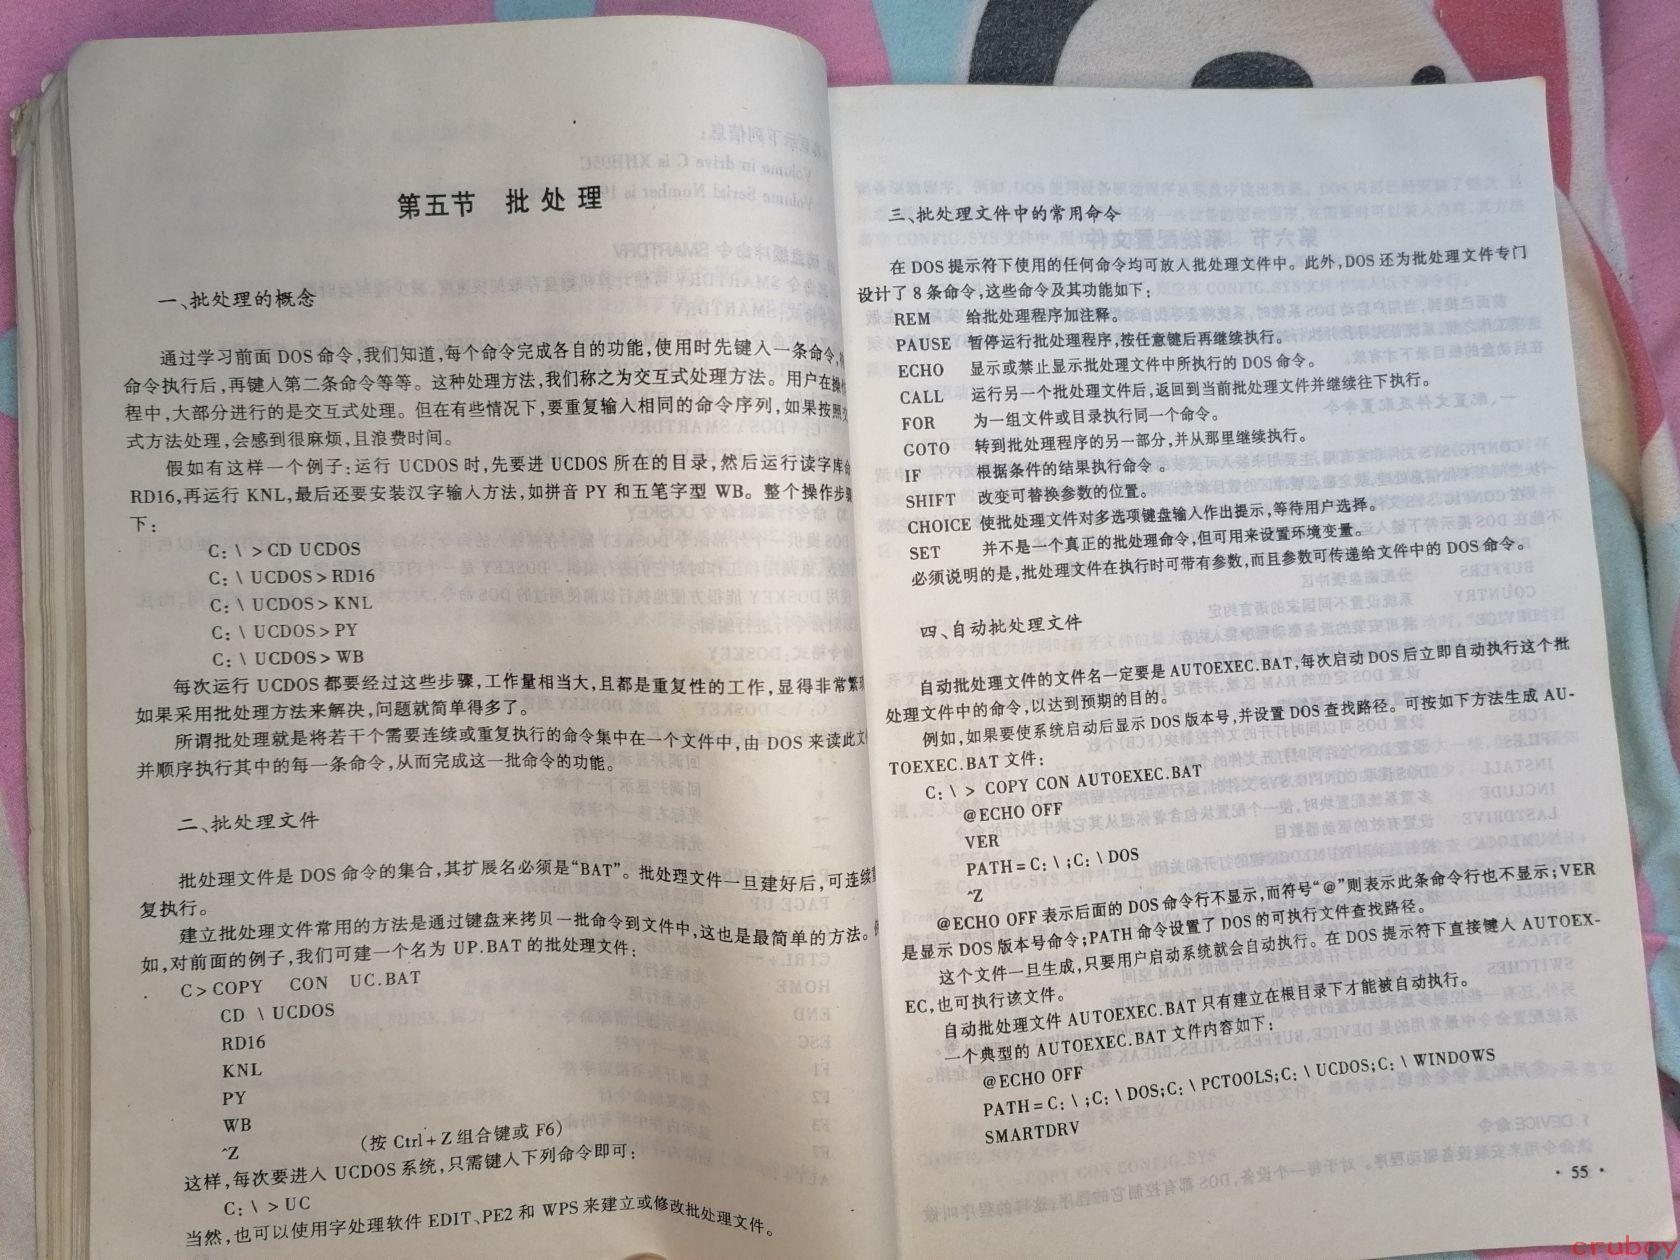 第五节 批处理
一、批处理的概念
通过学习前面 DOS 命令,我们知道,每个命令完成各自的功能,使用时先键入一条命令,
命令执行后,再键入第二条命令等等。这种处理方法,我们称之为交互式处理方法。用户在操作
程中,大部分进行的是交互式处理。但在有些情况下,要重复输入相同的命令序列,如果按照交
式方法处理,会感到很麻烦,且浪费时间。
假如有这样一个例子:运行 UCDOS 时,先要进 UCDOS 所在的目录,然后运行读字库命
RD16,再运行 KNL,最后还要安装汉字输入方法,如拼音 PY 和五笔字型 WB。整个操作步骤
下:
C:\ >CD UCDOS
C:\ UCDOS>RD16
C:\ UCDOS>KNL
C:\ UCDOS>PY
C:\ UCDOS>WB
每次运行 UCDOS 都要经过这些步骤,工作量相当大,且都是重复性的工作,显得非常繁
如果采用批处理方法来解决,问题就简单得多了。
所谓批处理就是将若干个需要连续或重复执行的命令集中在一个文件中,由 DOS 来读此文
并顺序执行其中的每一条命令,从而完成这一批命令的功能。
二、批处理文件
批处理文件是 DOS 命令的集合,其扩展名必须是“BAT”。批处理文件一旦建好后,可连续重
复执行。
建立批处理文件常用的方法是通过键盘来拷贝一批命令到文件中,这也是最简单的方法。例
如,对前面的例子,我们可建一个名为 UP.BAT 的批处理文件:
C>COPY CON UC.BAT
CD \ UCDOS
RD16
KNL
PY
WB
^Z (按 Ctrl+Z 组合键或 F6)
这样,每次要进入 UCDOS 系统,只需键入下列命令即可:
C:\ >UC
当然,也可以使用字处理软件 EDIT、PE2 和 WPS 来建立或修改批处理文件。
三、批处理文件中的常用命令
在 DOS 提示符下使用的任何命令均可放入批处理文件中。此外,DOS 还为批处理文件专门
设计了 8 条命令,这些命令及其功能如下:
REM 给批处理程序加注释。
PAUSE 暂停运行批处理程序,按任意键后再继续执行。
ECHO 显示或禁止显示批处理文件中所执行的 DOS 命令。
CALL 运行另一个批处理文件后,返回到当前批处理文件并继续往下执行。
FOR 为一组文件或目录执行同一个命令。
GOTO 转到批处理程序的另一部分,并从那里继续执行。
IF 根据条件的结果执行命令 。
SHIFT 改变可替换参数的位置。
CHOICE 使批处理文件对多选项键盘输入作出提示,等待用户选择。
SET 并不是一个真正的批处理命令,但可用来设置环境变量。
必须说明的是,批处理文件在执行时可带有参数,而且参数可传递给文件中的 DOS 命令。
四、自动批处理文件
自动批处理文件的文件名一定要是 AUTOEXEC.BAT,每次启动 DOS 后立即自动执行这个批
处理文件中的命令,以达到预期的目的。
例如,如果要使系统启动后显示 DOS 版本号,并设置 DOS 查找路径。可按如下方法生成 AU-
TOEXEC.BAT 文件:
C:\ > COPY CON AUTOEXEC.BAT
@ECHO OFF
VER
PATH=C:\ ;C:\ DOS
^Z
@ECHO OFF 表示后面的 DOS 命令行不显示,而符号“@”则表示此条命令行也不显示;VER
是显示 DOS 版本号命令;PATH 命令设置了 DOS 的可执行文件查找路径。
这个文件一旦生成,只要用户启动系统就会自动执行。在 DOS 提示符下直接键入 AUTOEX-
EC,也可执行该文件。
自动批处理文件 AUTOEXEC.BAT 只有建立在根目录下才能被自动执行。
一个典型的 AUTOEXEC.BAT 文件内容如下:
@ECHO OFF
PATH=C:\ ;C:\ DOS;C:\ PCTOOLS;C:\ UCDOS;C:\ WINDOWS
SMARTDRV
· 55 ·
cruboy